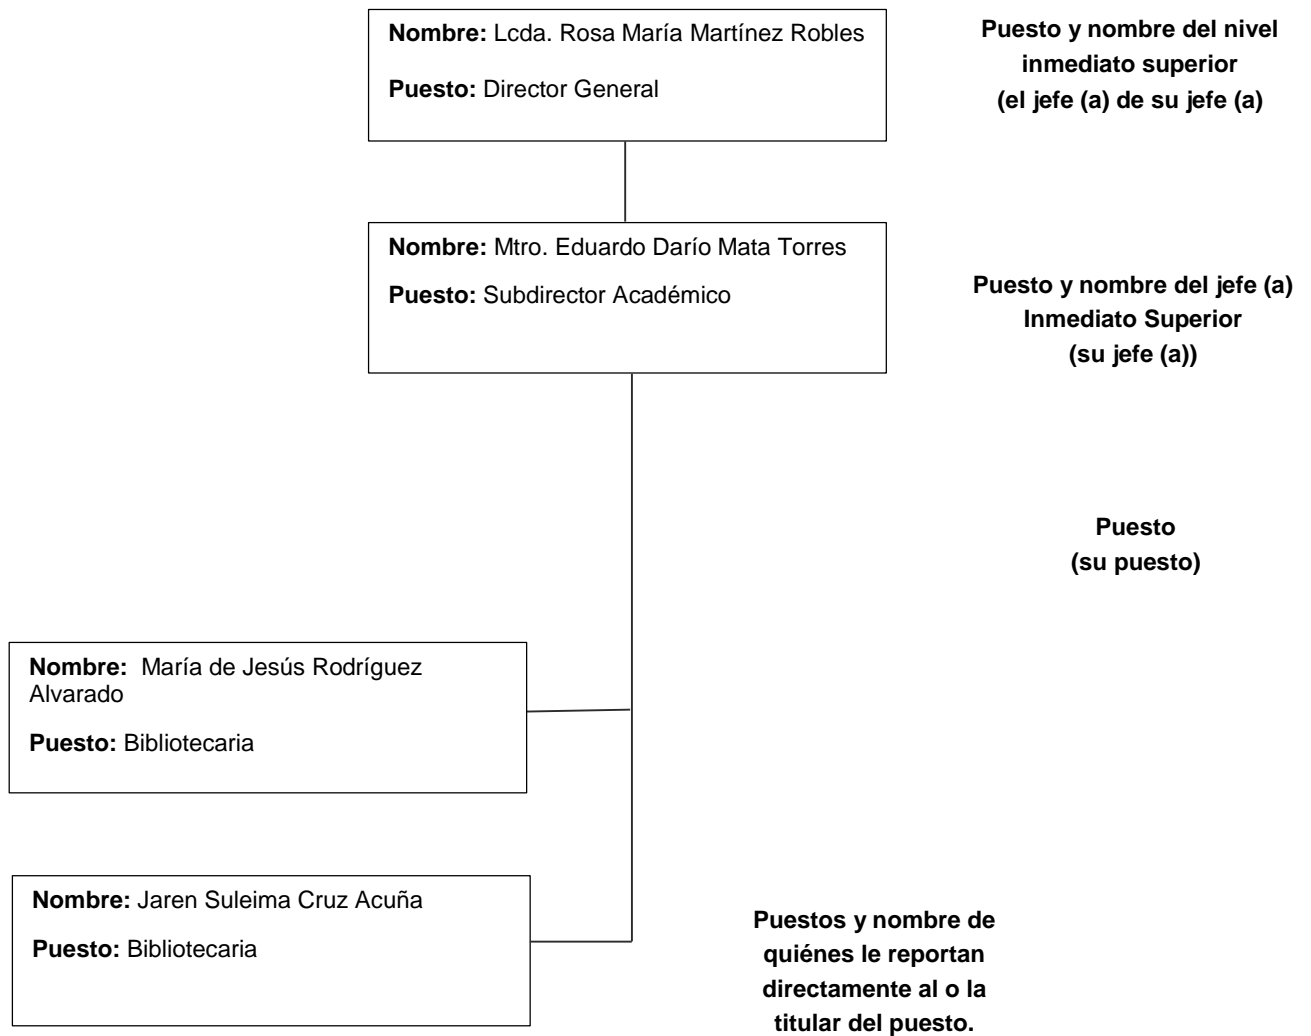 Nombre: Lcda. Rosa María Martínez Robles
Puesto: Director General
Puesto y nombre del nivel
inmediato superior
(el jefe (a) de su jefe (a)
Nombre: Mtro. Eduardo Darío Mata Torres
Puesto: Subdirector Académico
Puesto y nombre del jefe (a)
Inmediato Superior
(su jefe (a))
Puesto
(su puesto)
Nombre: María de Jesús Rodríguez
Alvarado
Puesto: Bibliotecaria
Nombre: Jaren Suleima Cruz Acuña
Puesto: Bibliotecaria
Puestos y nombre de
quiénes le reportan
directamente al o la
titular del puesto.